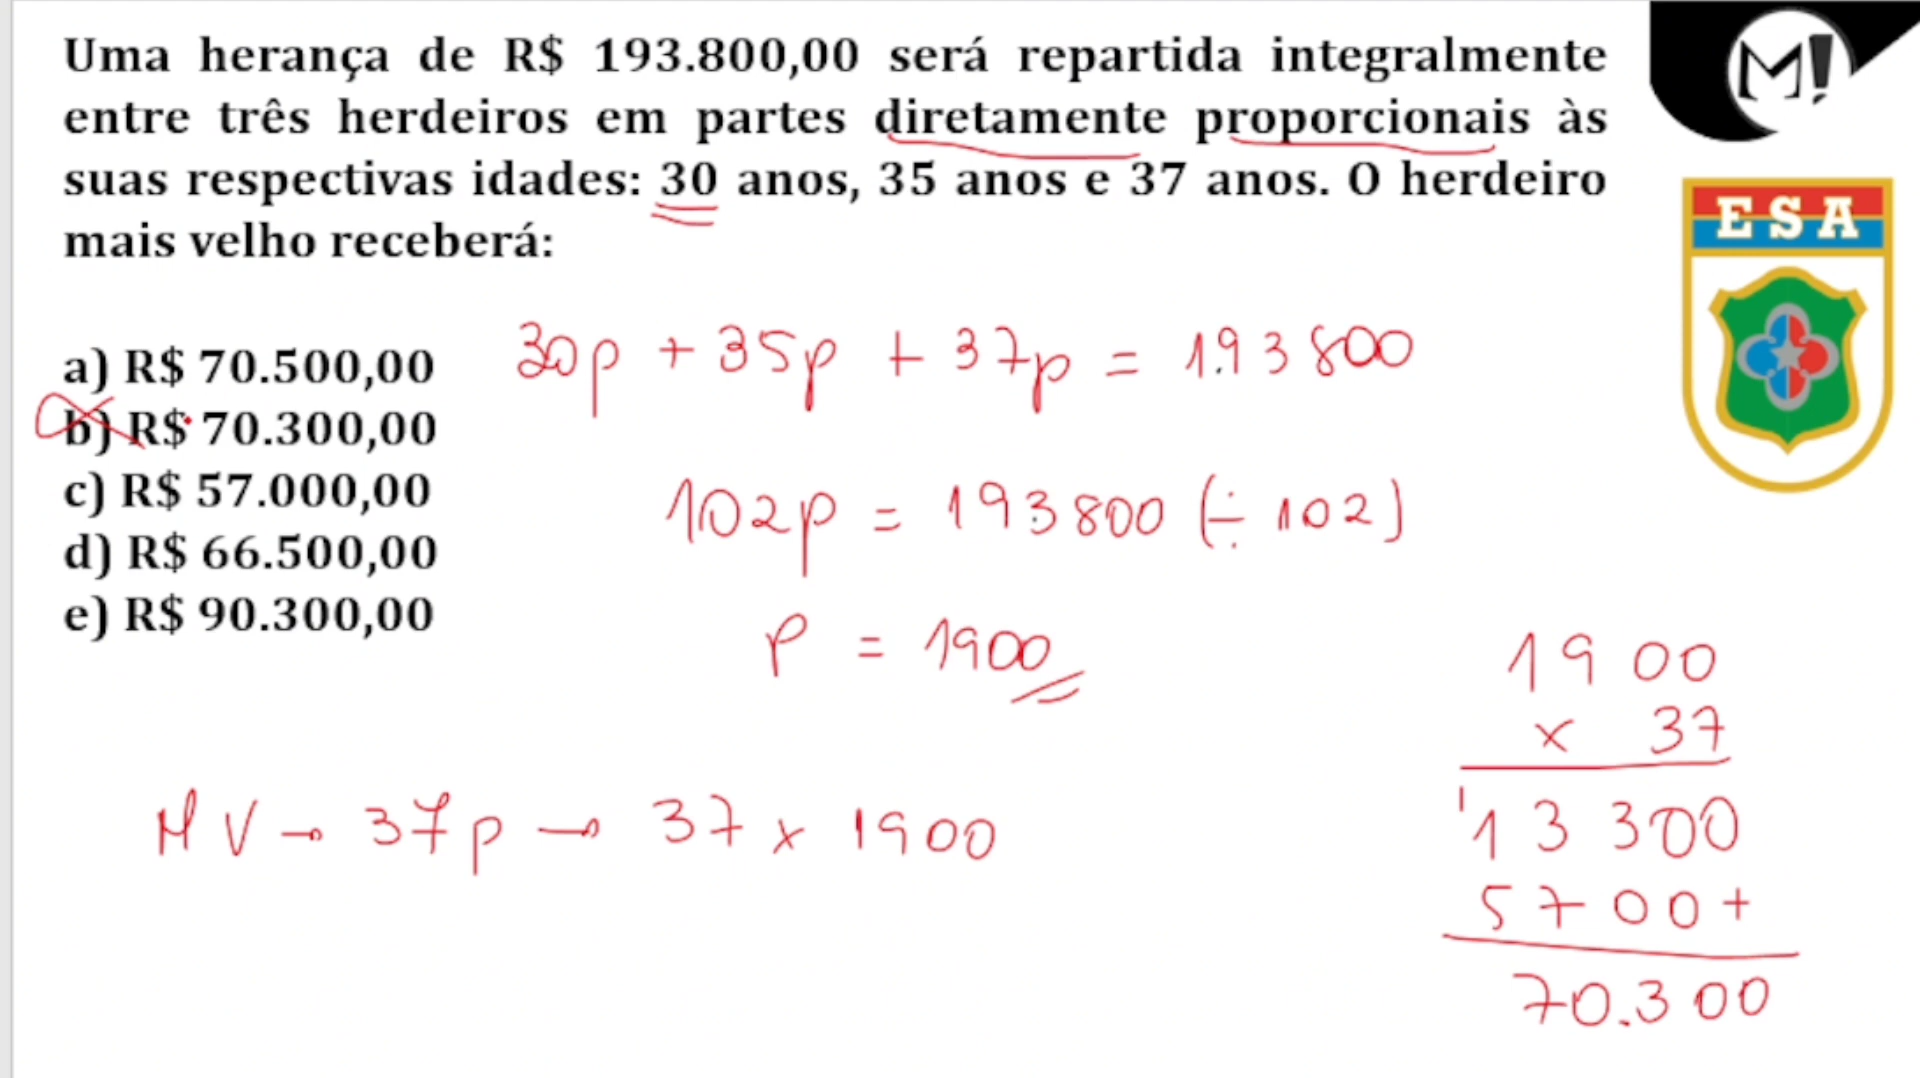 Uma herança de R$ 193.800,00 será repartida integralmente
entre três herdeiros em partes diretamente proporcionais às
suas respectivas idades: 30 anos, 35 anos e 37 anos. O herdeiro
mais velho receberá:
M!
ESA
a) R$ 70.500,00
b) R$ 70.300,00
c) R$ 57.000,00
d) R$ 66.500,00
e) R$ 90.300,00
30p + 35p + 37p = 193800
102p = 193800 (÷ 102)
P = 1900
MV → 37p → 37 x 1900
1900
x 37
1
13300
5700+
70.300